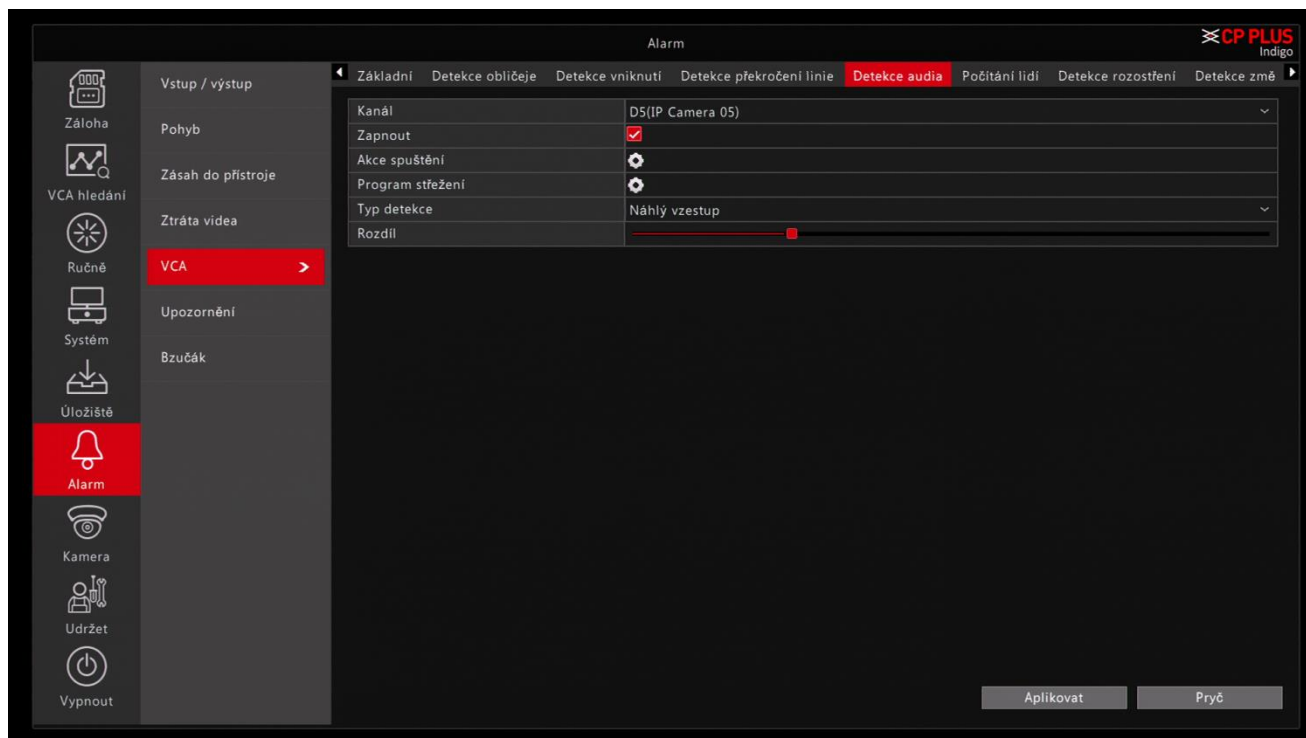 Alarm
CP PLUS
Indigo
Záloha
VCA hledání
Ručně
Systém
Úložiště
Alarm
Kamera
Udržet
Vypnout
Vstup / výstup
Pohyb
Zásah do přístroje
Ztráta videa
VCA
Upozornění
Bzučák
Základní Detekce obličeje Detekce vniknutí Detekce překročení linie Detekce audia Počítání lidí Detekce rozostření Detekce změ
Kanál D5(IP Camera 05)
Zapnout
Akce spuštění
Program střežení
Typ detekce Náhlý vzestup
Rozdíl
Aplikovat Pryč